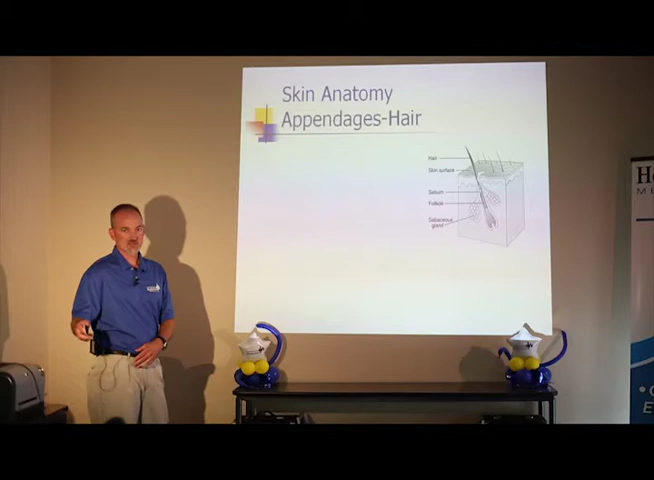 Skin Anatomy
Appendages-Hair
Hair
Skin surface
Sebum
Follicle
Sebaceous
gland